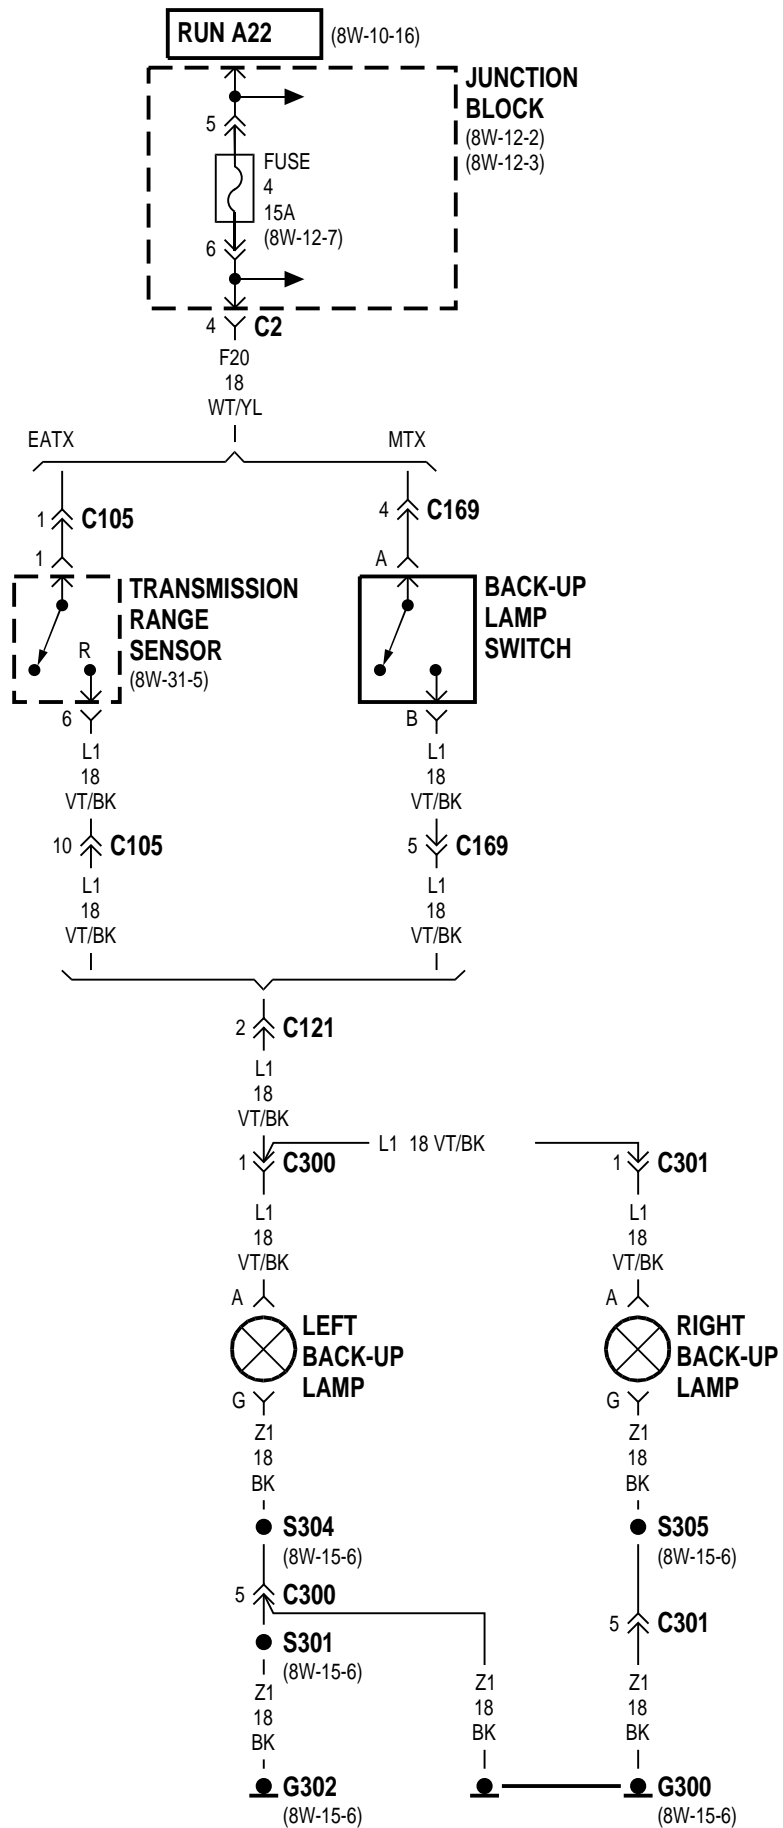 RUN A22
(8W-10-16)
JUNCTION
BLOCK
(8W-12-2)
(8W-12-3)
5
FUSE
4
15A
(8W-12-7)
6
4
C2
F20
18
WT/YL
EATX
MTX
1
C105
4
C169
1
A
TRANSMISSION
RANGE
SENSOR
(8W-31-5)
R
BACK-UP
LAMP
SWITCH
6
B
L1
18
VT/BK
L1
18
VT/BK
10
C105
5
C169
L1
18
VT/BK
L1
18
VT/BK
2
C121
L1
18
VT/BK
L1 18 VT/BK
1
C300
1
C301
L1
18
VT/BK
L1
18
VT/BK
A
A
LEFT
BACK-UP
LAMP
RIGHT
BACK-UP
LAMP
G
G
Z1
18
BK
Z1
18
BK
S304
(8W-15-6)
S305
(8W-15-6)
5
C300
5
C301
S301
(8W-15-6)
Z1
18
BK
Z1
18
BK
Z1
18
BK
G302
(8W-15-6)
G300
(8W-15-6)